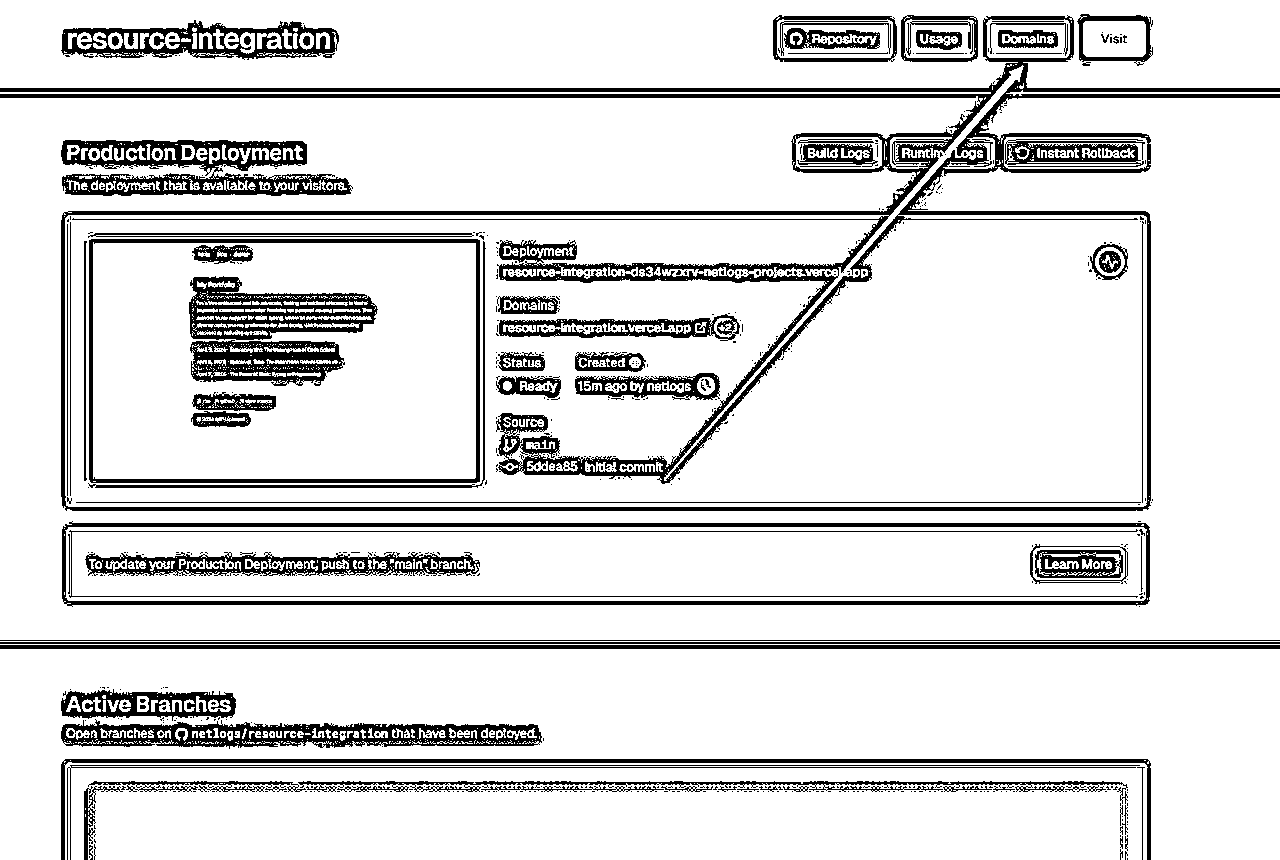 resource-integration
Repository
Usage
Domains
Visit
Production Deployment
Build Logs
Runtime Logs
Instant Rollback
The deployment that is available to your visitors.
My Portfolio
Deployment
resource-integration-ds34wzxrv-netlogs-projects.vercel.app
Domains
resource-integration.vercel.app
+2
Status
Created
Ready
15m ago by netlogs
Source
main
5ddea85 Initial commit
To update your Production Deployment, push to the "main" branch.
Learn More
Active Branches
Open branches on netlogs/resource-integration that have been deployed.